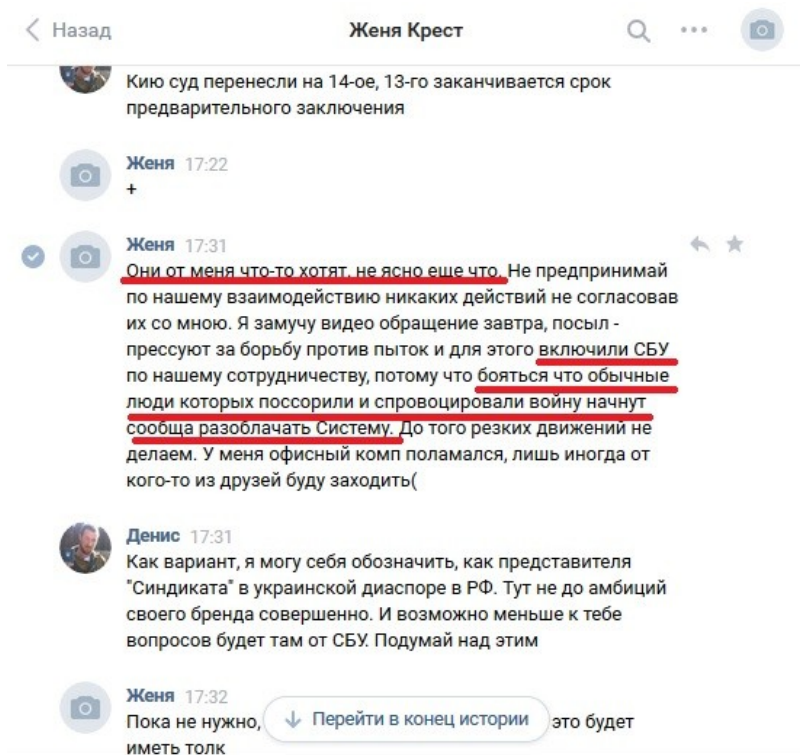 Назад
Женя Крест
Кию суд перенесли на 14-ое, 13-го заканчивается срок
предварительного заключения
Женя 17:22
+
Женя 17:31
Они от меня что-то хотят, не ясно еще что. Не предпринимай
по нашему взаимодействию никаких действий не согласовав
их со мною. Я замучу видео обращение завтра, посыл -
прессуют за борьбу против пыток и для этого включили СБУ
по нашему сотрудничеству, потому что бояться что обычные
люди которых поссорили и спровоцировали войну начнут
сообща разоблачать Систему. До того резких движений не
делаем. У меня офисный комп поламался, лишь иногда от
кого-то из друзей буду заходить(
Денис 17:31
Как вариант, я могу себя обозначить, как представителя
"Синдиката" в украинской диаспоре в РФ. Тут не до амбиций
своего бренда совершенно. И возможно меньше к тебе
вопросов будет там от СБУ. Подумай над этим
Женя 17:32
Пока не нужно, это будет
Перейти в конец истории
иметь толк